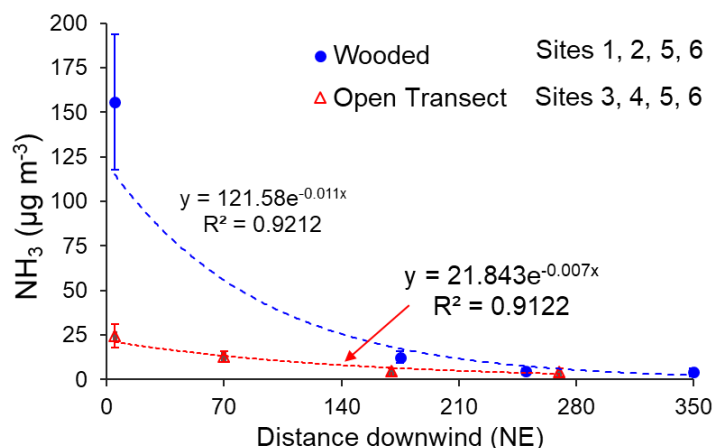 200
175
150
125
100
75
50
25
0
NH₃ (µg m⁻³)
Wooded Sites 1, 2, 5, 6
Open Transect Sites 3, 4, 5, 6
y = 121.58e⁻⁰·⁰¹¹ˣ
R² = 0.9212
y = 21.843e⁻⁰·⁰⁰⁷ˣ
R² = 0.9122
0 70 140 210 280 350
Distance downwind (NE)